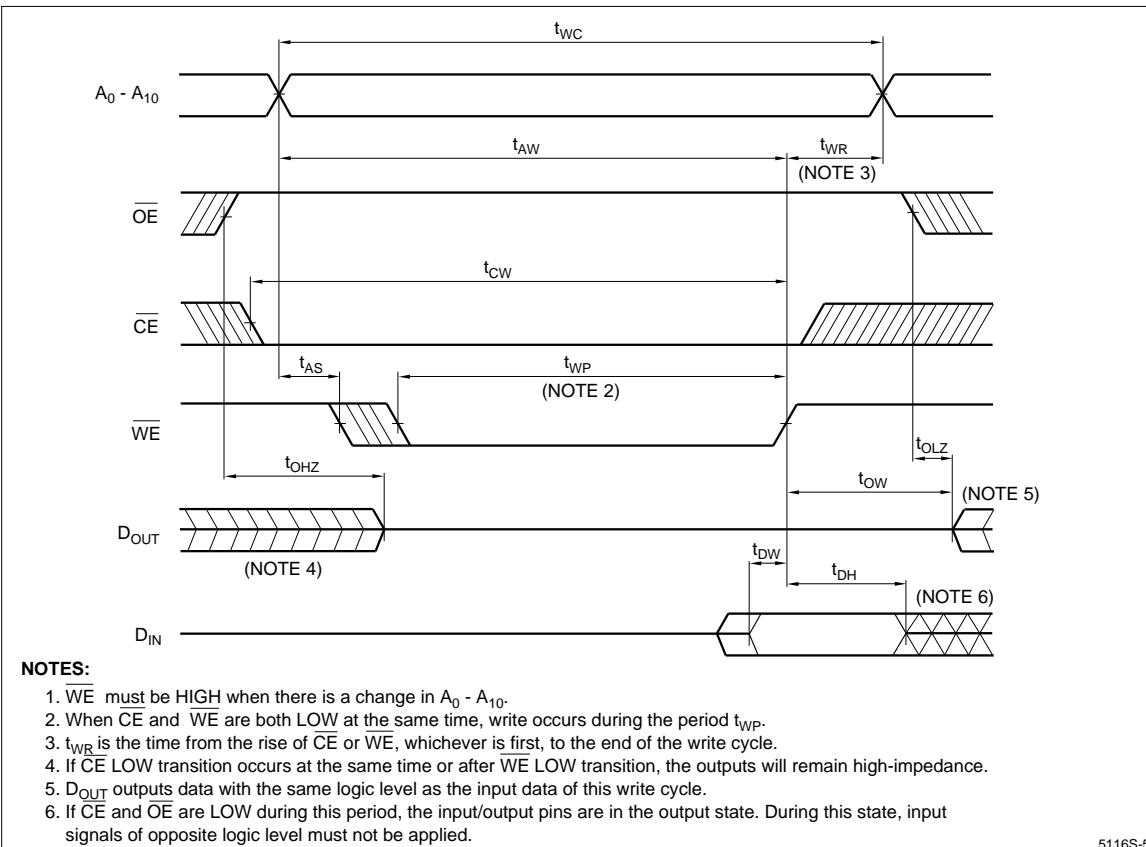 tWC
A0 - A10
tAW
tWR
(NOTE 3)
OE
tCW
CE
tAS
tWP
(NOTE 2)
WE
tOHZ
tOLZ
tOW
(NOTE 5)
DOUT
(NOTE 4)
tDW
tDH
(NOTE 6)
DIN
NOTES:
1. WE must be HIGH when there is a change in A0 - A10.
2. When CE and WE are both LOW at the same time, write occurs during the period tWP.
3. tWR is the time from the rise of CE or WE, whichever is first, to the end of the write cycle.
4. If CE LOW transition occurs at the same time or after WE LOW transition, the outputs will remain high-impedance.
5. DOUT outputs data with the same logic level as the input data of this write cycle.
6. If CE and OE are LOW during this period, the input/output pins are in the output state. During this state, input
signals of opposite logic level must not be applied.
5116S-5